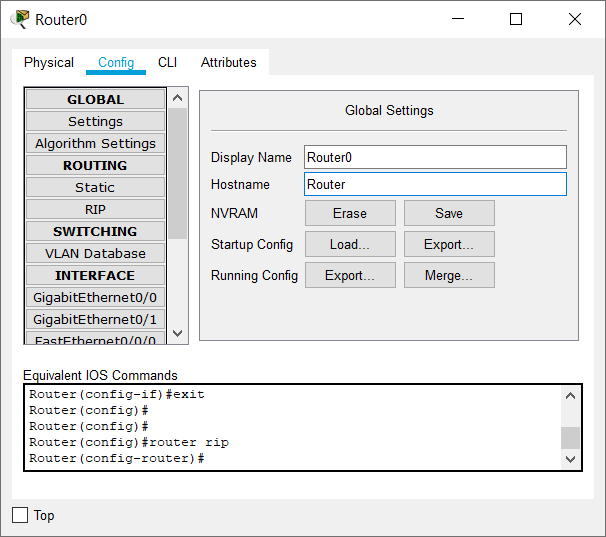 Router0
Physical Config CLI Attributes
GLOBAL
Settings
Algorithm Settings
ROUTING
Static
RIP
SWITCHING
VLAN Database
INTERFACE
GigabitEthernet0/0
GigabitEthernet0/1
FastEthernet0/0/0
Global Settings
Display Name Router0
Hostname Router
NVRAM Erase Save
Startup Config Load... Export...
Running Config Export... Merge...
Equivalent IOS Commands
Router(config-if)#exit
Router(config)#
Router(config)#
Router(config)#router rip
Router(config-router)#
Top